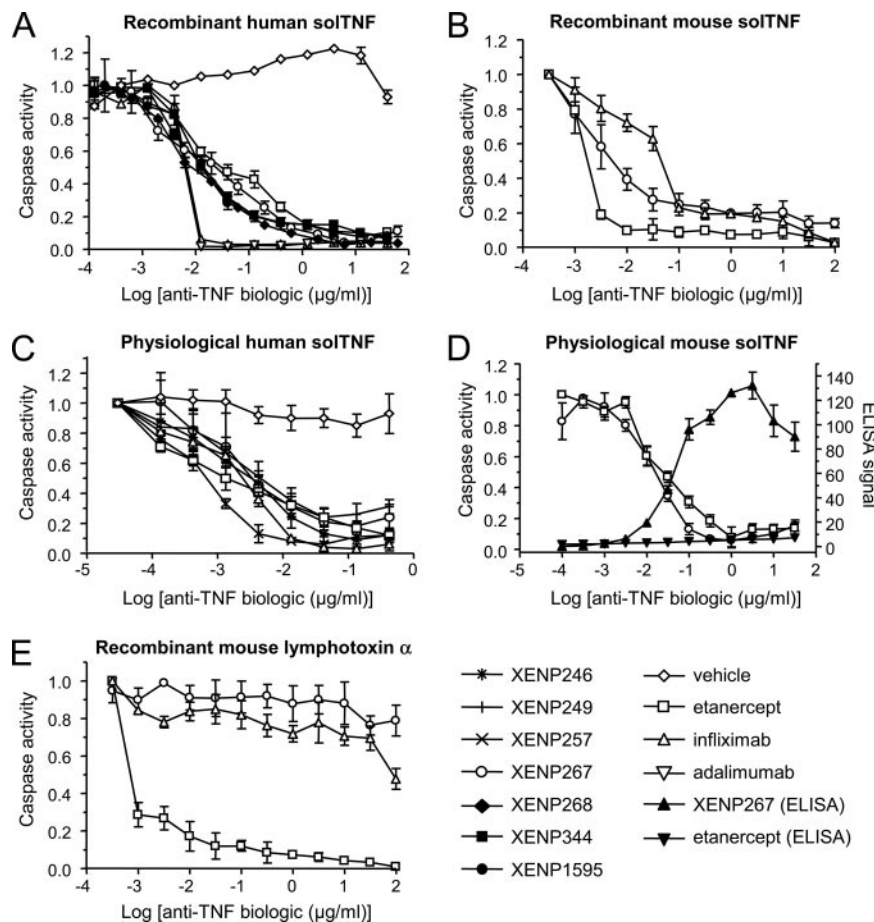 A
Recombinant human solTNF
Caspase activity
1.2
1.0
0.8
0.6
0.4
0.2
0.0
-4 -3 -2 -1 0 1 2
Log [anti-TNF biologic (µg/ml)]
B
Recombinant mouse solTNF
Caspase activity
1.2
1.0
0.8
0.6
0.4
0.2
0.0
-4 -3 -2 -1 0 1 2
Log [anti-TNF biologic (µg/ml)]
C
Physiological human solTNF
Caspase activity
1.2
1.0
0.8
0.6
0.4
0.2
0.0
-5 -4 -3 -2 -1 0
Log [anti-TNF biologic (µg/ml)]
D
Physiological mouse solTNF
Caspase activity
1.2
1.0
0.8
0.6
0.4
0.2
0.0
-5 -4 -3 -2 -1 0 1 2
140
120
100
80
60
40
20
0
ELISA signal
Log [anti-TNF biologic (µg/ml)]
E
Recombinant mouse lymphotoxin α
Caspase activity
1.0
0.8
0.6
0.4
0.2
0.0
-4 -3 -2 -1 0 1 2
Log [anti-TNF biologic (µg/ml)]
XENP246
XENP249
XENP257
XENP267
XENP268
XENP344
XENP1595
vehicle
etanercept
infliximab
adalimumab
XENP267 (ELISA)
etanercept (ELISA)